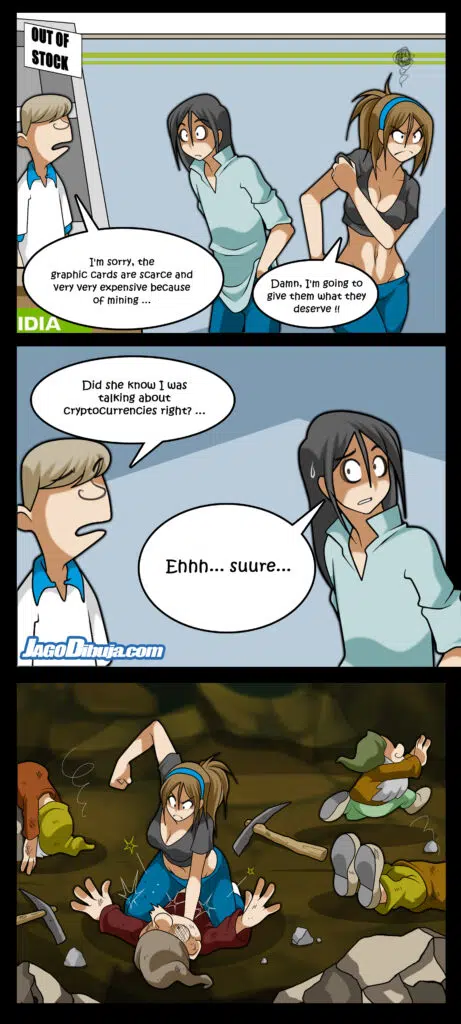 OUT OF
STOCK
I'm sorry, the
graphic cards are scarce and
very very expensive because
of mining ...
Damn, I'm going to
give them what they
deserve !!
IDIA
Did she know I was
talking about
cryptocurrencies right? ...
Ehhh... suure...
JAGODibuja.com